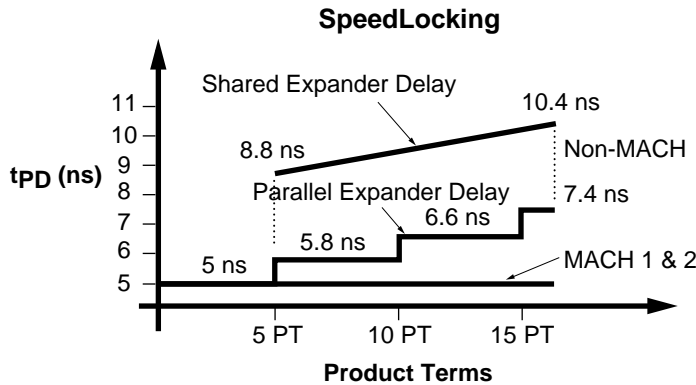 SpeedLocking
Shared Expander Delay
11
10.4 ns
10
8.8 ns
Non-MACH
9
tPD (ns)
8
Parallel Expander Delay
7.4 ns
7
6.6 ns
6
5.8 ns
MACH 1 & 2
5 ns
5
5 PT
10 PT
15 PT
Product Terms